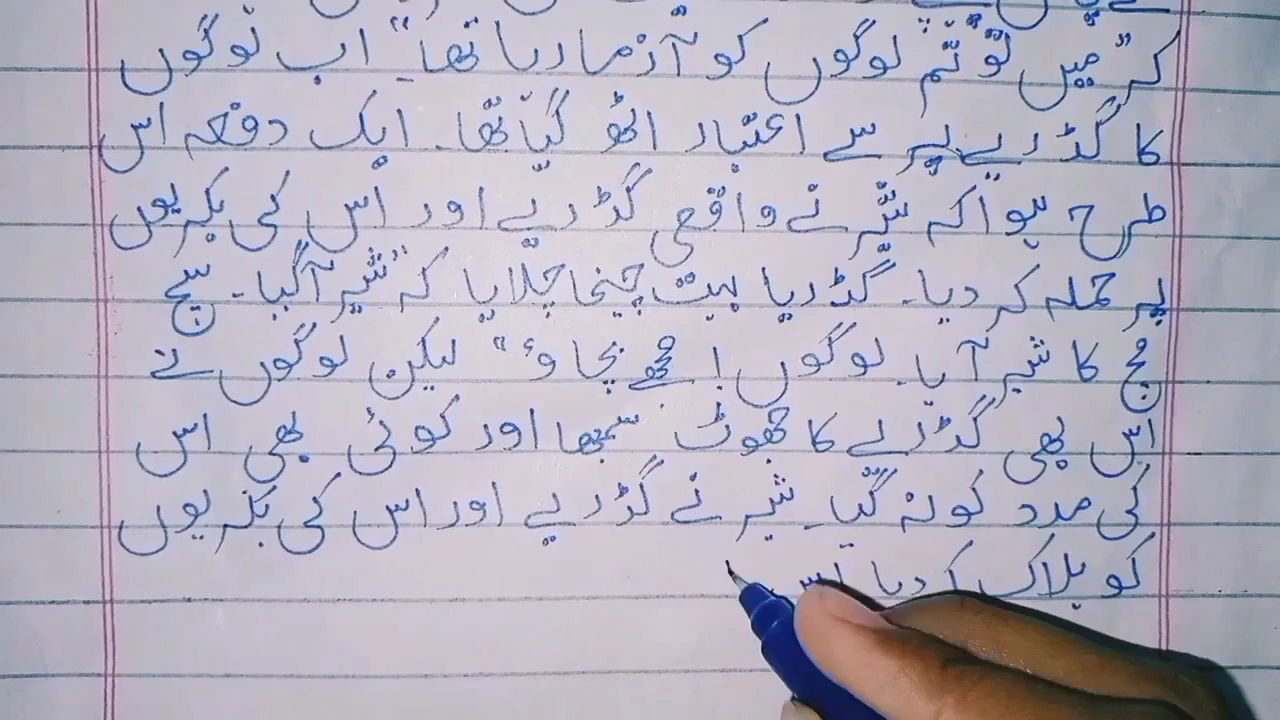 کہ "میں تو تم لوگوں کو آزما رہا تھا"۔ اب لوگوں
کا گڈریے پر سے اعتبار اٹھ گیا تھا۔ ایک دفعہ اس
طرح ہوا کہ شیر نے واقعی گڈریے اور اس کی بکریوں
پر حملہ کر دیا۔ گڈریا بہت چیخا چلایا کہ "شیر آگیا۔ سچ
مچ کا شیر آیا۔ لوگوں! مجھے بچاؤ" لیکن لوگوں نے
اس بھی گڈریے کا جھوٹ سمجھا اور کوئی بھی اس
کی مدد کو نہ گیا۔ شیر نے گڈریے اور اس کی بکریوں
کو ہلاک کر دیا